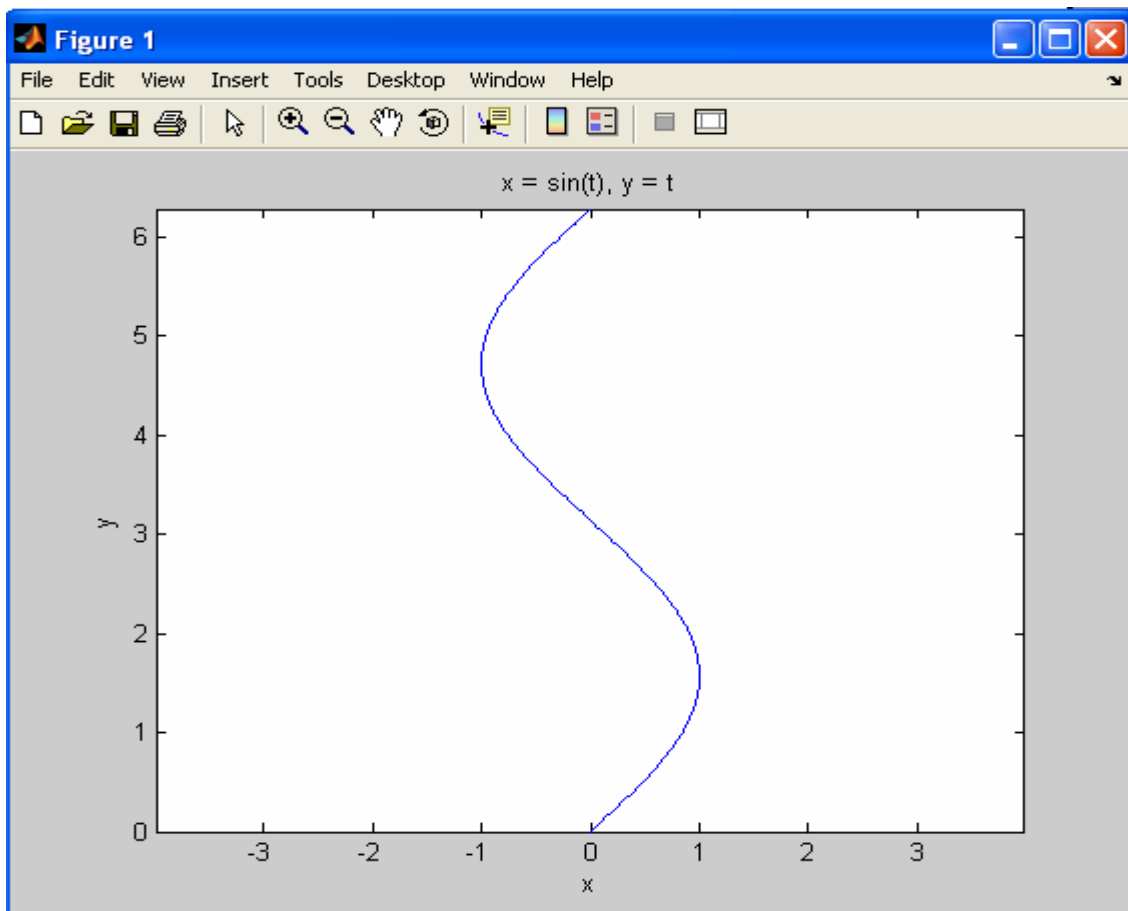 Figure 1
File Edit View Insert Tools Desktop Window Help
x = sin(t), y = t
6
5
4
3
2
1
0
y
-3 -2 -1 0 1 2 3
x